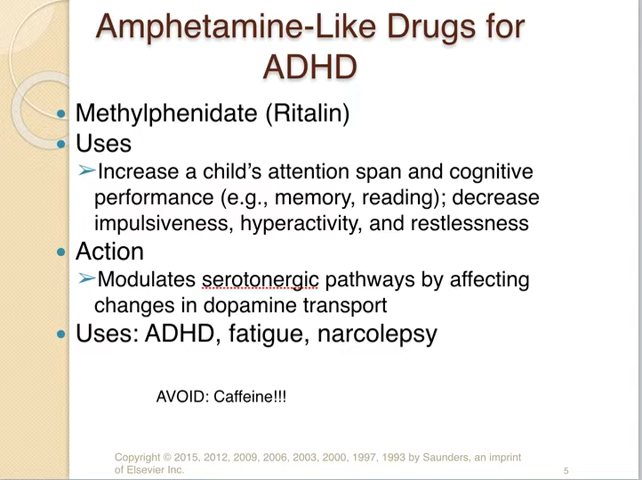 Amphetamine-Like Drugs for
ADHD
• Methylphenidate (Ritalin)
• Uses
➢Increase a child's attention span and cognitive
performance (e.g., memory, reading); decrease
impulsiveness, hyperactivity, and restlessness
• Action
➢Modulates serotonergic pathways by affecting
changes in dopamine transport
• Uses: ADHD, fatigue, narcolepsy
AVOID: Caffeine!!!
Copyright © 2015, 2012, 2009, 2006, 2003, 2000, 1997, 1993 by Saunders, an imprint
of Elsevier Inc.
5